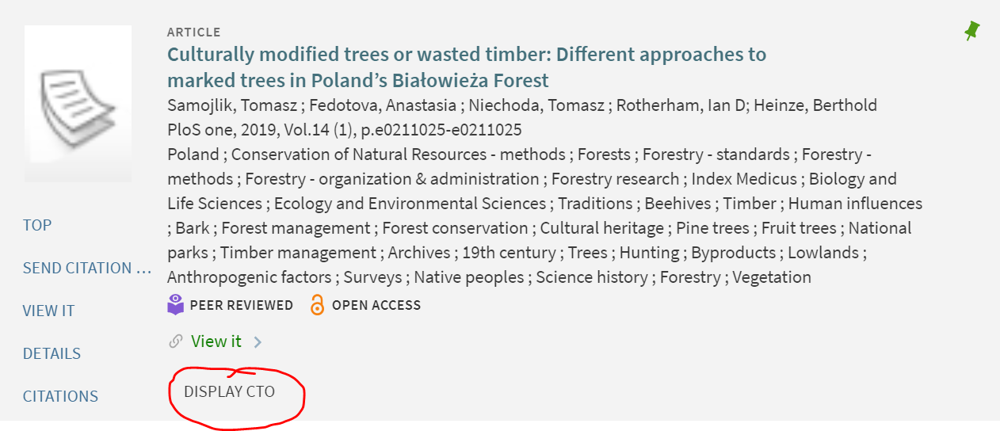 ARTICLE
Culturally modified trees or wasted timber: Different approaches to
marked trees in Poland’s Białowieża Forest
Samojlik, Tomasz ; Fedotova, Anastasia ; Niechoda, Tomasz ; Rotherham, Ian D; Heinze, Berthold
PloS one, 2019, Vol.14 (1), p.e0211025-e0211025
Poland ; Conservation of Natural Resources - methods ; Forests ; Forestry - standards ; Forestry -
methods ; Forestry - organization & administration ; Forestry research ; Index Medicus ; Biology and
Life Sciences ; Ecology and Environmental Sciences ; Traditions ; Beehives ; Timber ; Human influences
; Bark ; Forest management ; Forest conservation ; Cultural heritage ; Pine trees ; Fruit trees ; National
parks ; Timber management ; Archives ; 19th century ; Trees ; Hunting ; Byproducts ; Lowlands ;
Anthropogenic factors ; Surveys ; Native peoples ; Science history ; Forestry ; Vegetation
PEER REVIEWED OPEN ACCESS
View it
DISPLAY CTO
TOP
SEND CITATION ...
VIEW IT
DETAILS
CITATIONS